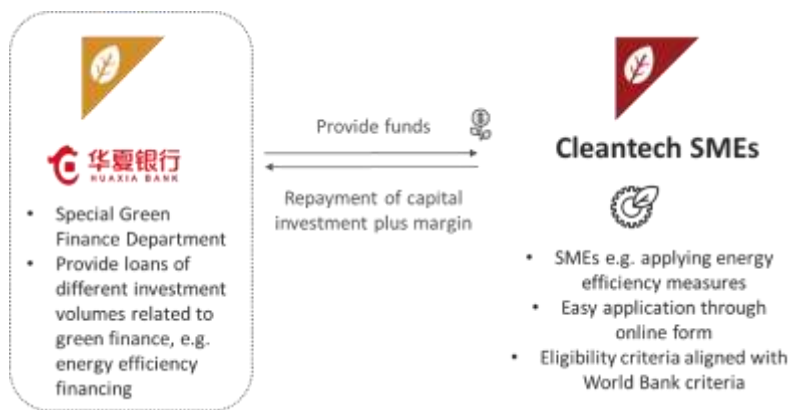 华夏银行
HUAXIA BANK
• Special Green
Finance Department
• Provide loans of
different investment
volumes related to
green finance, e.g.
energy efficiency
financing
Provide funds
Repayment of capital
investment plus margin
Cleantech SMEs
• SMEs e.g. applying energy
efficiency measures
• Easy application through
online form
• Eligibility criteria aligned with
World Bank criteria